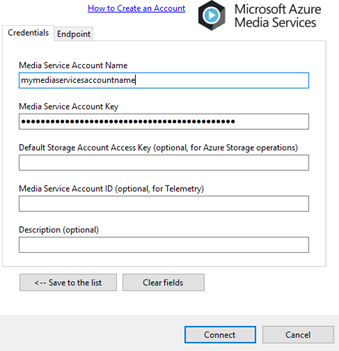 How to Create an Account
Microsoft Azure
Media Services
Credentials
Endpoint
Media Service Account Name
mymediaservicesaccountname
Media Service Account Key
Default Storage Account Access Key (optional, for Azure Storage operations)
Media Service Account ID (optional, for Telemetry)
Description (optional)
<-- Save to the list
Clear fields
Connect
Cancel